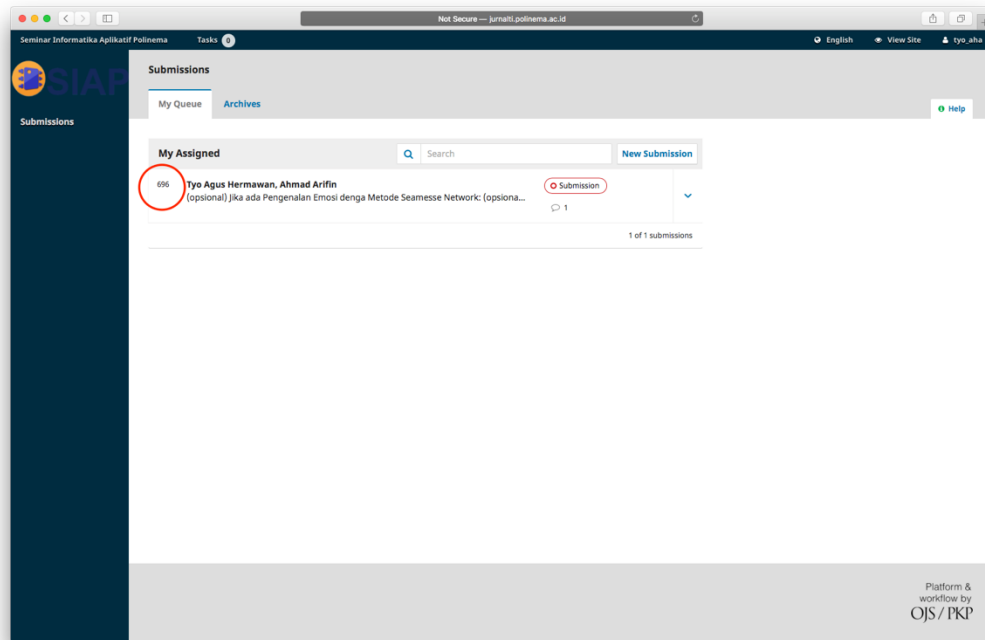 Not Secure — jurnalti.polinema.ac.id
Seminar Informatika Aplikatif Polinema Tasks 0 English View Site tyo_aha
SIAP
Submissions
Submissions
My Queue Archives
Help
My Assigned Search New Submission
696 Tyo Agus Hermawan, Ahmad Arifin Submission
(opsional) Jika ada Pengenalan Emosi denga Metode Seamesse Network: (opsiona...
1
1 of 1 submissions
Platform &
workflow by
OJS / PKP